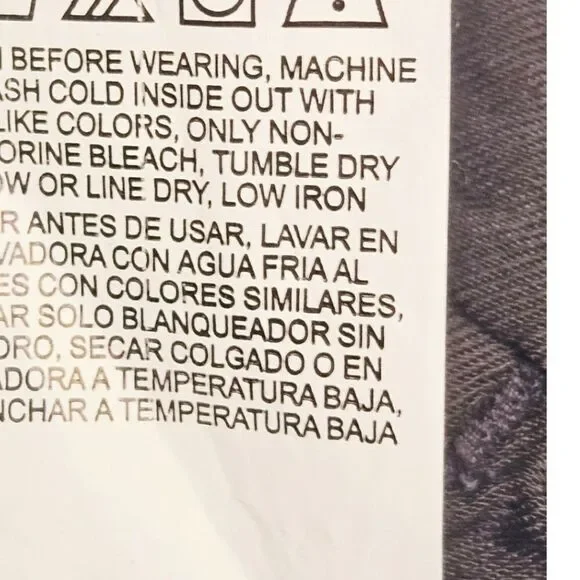 BEFORE WEARING, MACHINE
ASH COLD INSIDE OUT WITH
LIKE COLORS, ONLY NON-
ORINE BLEACH, TUMBLE DRY
OW OR LINE DRY, LOW IRON
R ANTES DE USAR, LAVAR EN
VADORA CON AGUA FRIA AL
ES CON COLORES SIMILARES,
AR SOLO BLANQUEADOR SIN
ORO, SECAR COLGADO O EN
ADORA A TEMPERATURA BAJA,
NCHAR A TEMPERATURA BAJA